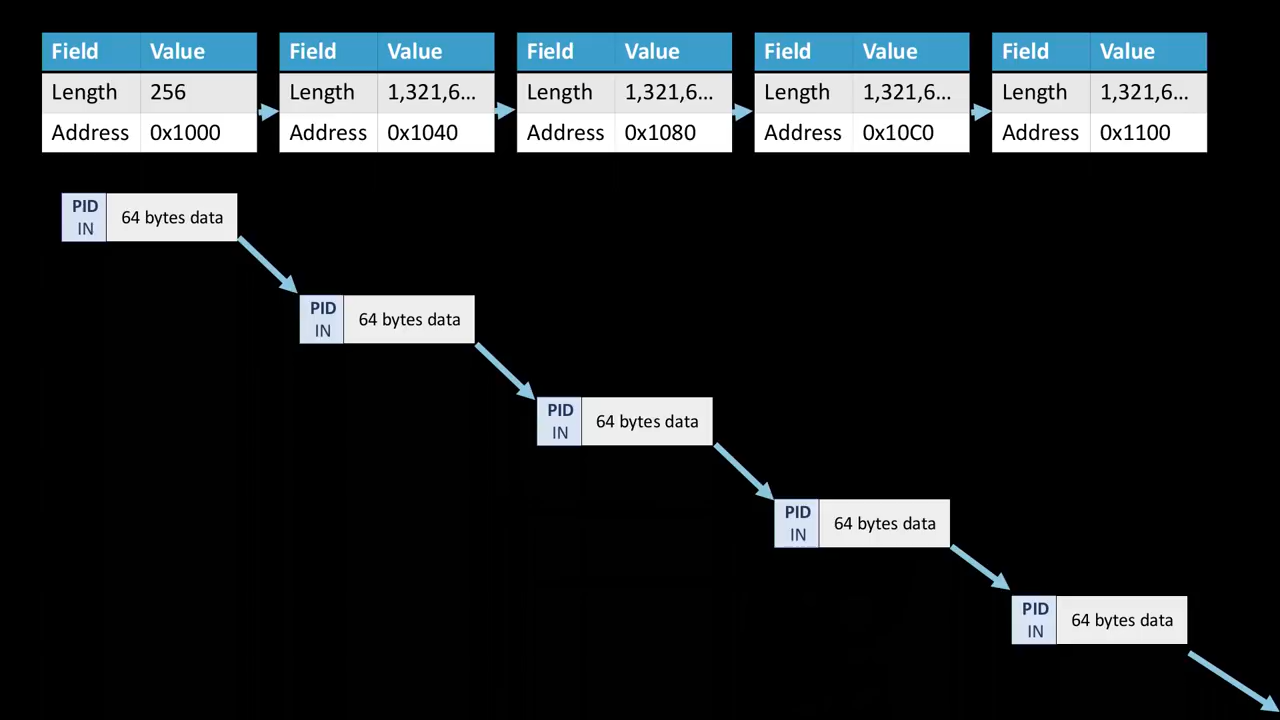 Field Value
Length 256
Address 0x1000
Field Value
Length 1,321,6...
Address 0x1040
Field Value
Length 1,321,6...
Address 0x1080
Field Value
Length 1,321,6...
Address 0x10C0
Field Value
Length 1,321,6...
Address 0x1100
PID
IN
64 bytes data
PID
IN
64 bytes data
PID
IN
64 bytes data
PID
IN
64 bytes data
PID
IN
64 bytes data